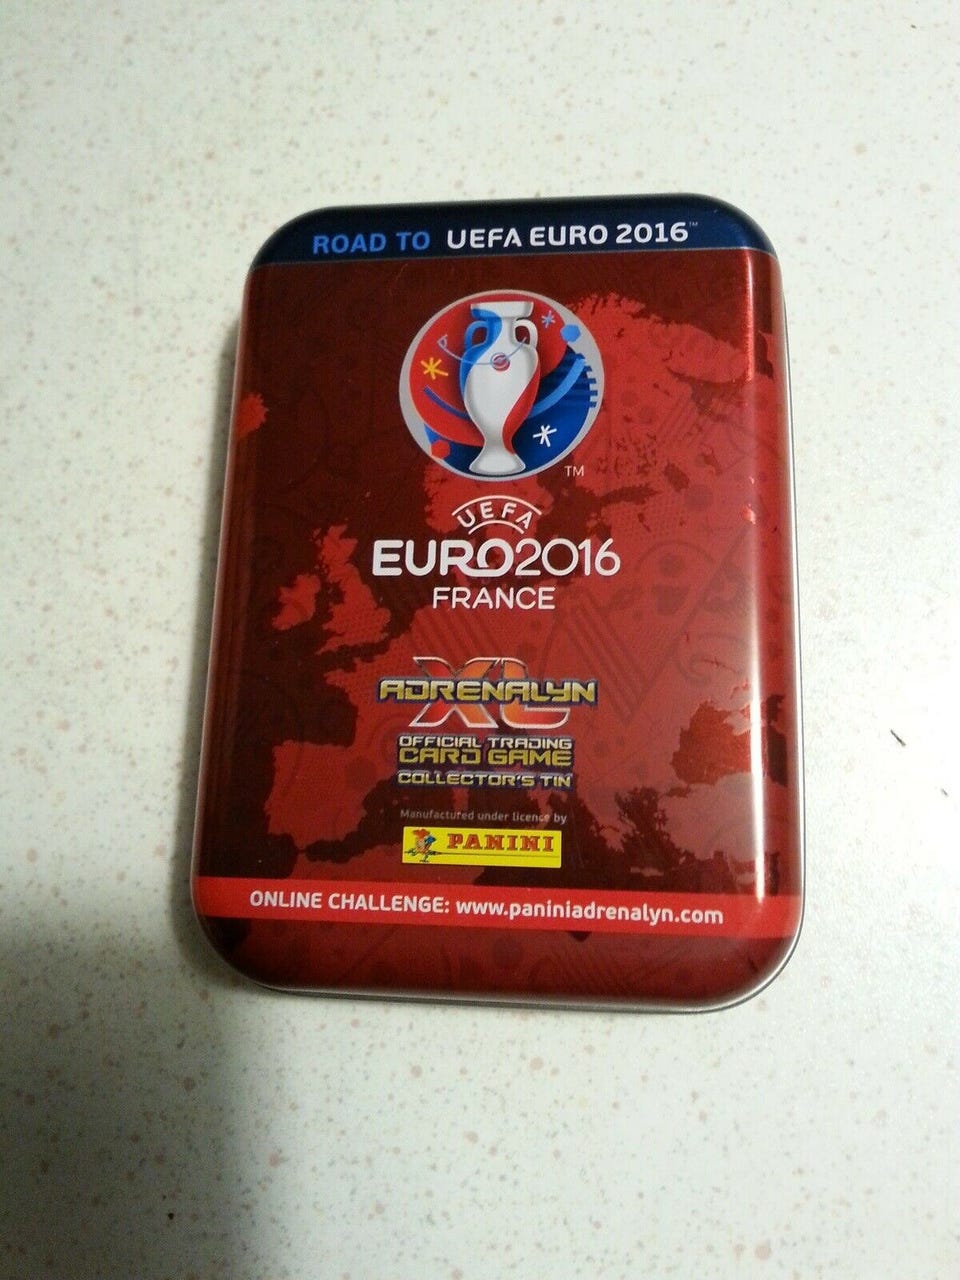 ROAD TO UEFA EURO 2016™
TM
UEFA
EURO2016
FRANCE
XL
ADRENALYN
OFFICIAL TRADING
CARD GAME
COLLECTOR'S TIN
Manufactured under licence by
PANINI
ONLINE CHALLENGE: www.paniniadrenalyn.com